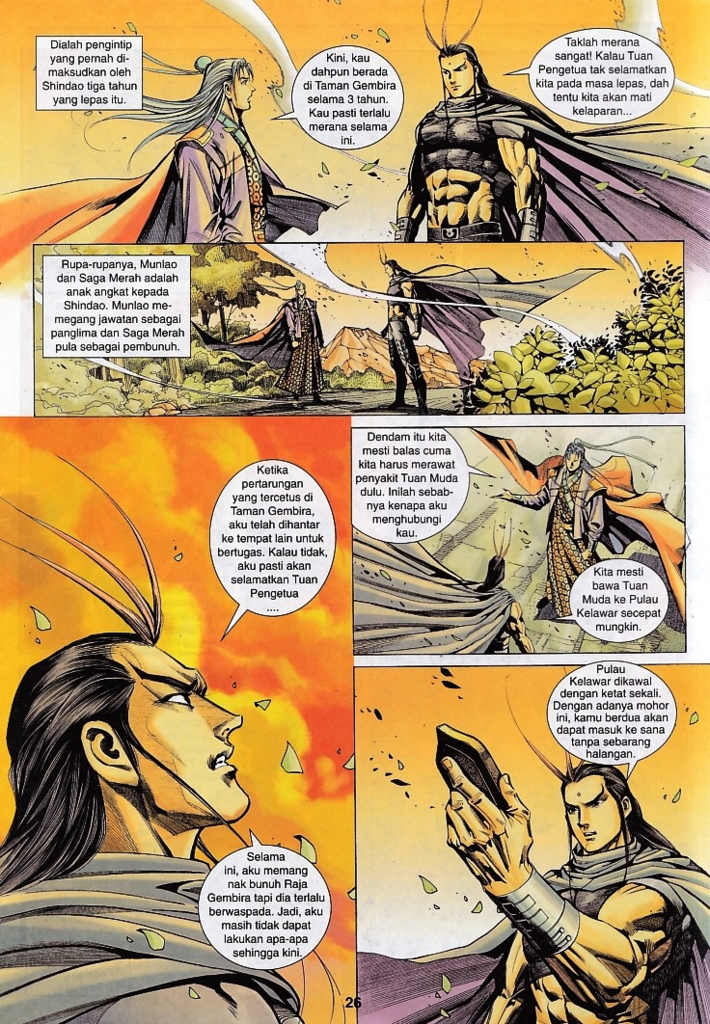 Dialah pengintip
yang pernah di-
maksudkan oleh
Shindao tiga tahun
yang lepas itu.
Kini, kau
dahpun berada
di Taman Gembira
selama 3 tahun.
Kau pasti terlalu
merana selama
ini.
Taklah merana
sangat! Kalau Tuan
Pengetua tak selamatkan
kita pada masa lepas, dah
tentu kita akan mati
kelaparan...
Rupa-rupanya, Munlao
dan Saga Merah adalah
anak angkat kepada
Shindao. Munlao me-
megang jawatan sebagai
panglima dan Saga Merah
pula sebagai pembunuh.
Ketika
pertarungan
yang tercetus di
Taman Gembira,
aku telah dihantar
ke tempat lain untuk
bertugas. Kalau tidak,
aku pasti akan
selamatkan Tuan
Pengetua
....
Selama
ini, aku memang
nak bunuh Raja
Gembira tapi dia terlalu
berwaspada. Jadi, aku
masih tidak dapat
lakukan apa-apa
sehingga kini.
Dendam itu kita
mesti balas cuma
kita harus merawat
penyakit Tuan Muda
dulu. Inilah sebab-
nya kenapa aku
menghubungi
kau.
Kita mesti
bawa Tuan
Muda ke Pulau
Kelawar secepat
mungkin.
Pulau
Kelawar dikawal
dengan ketat sekali.
Dengan adanya mohor
ini, kamu berdua akan
dapat masuk ke sana
tanpa sebarang
halangan.
26